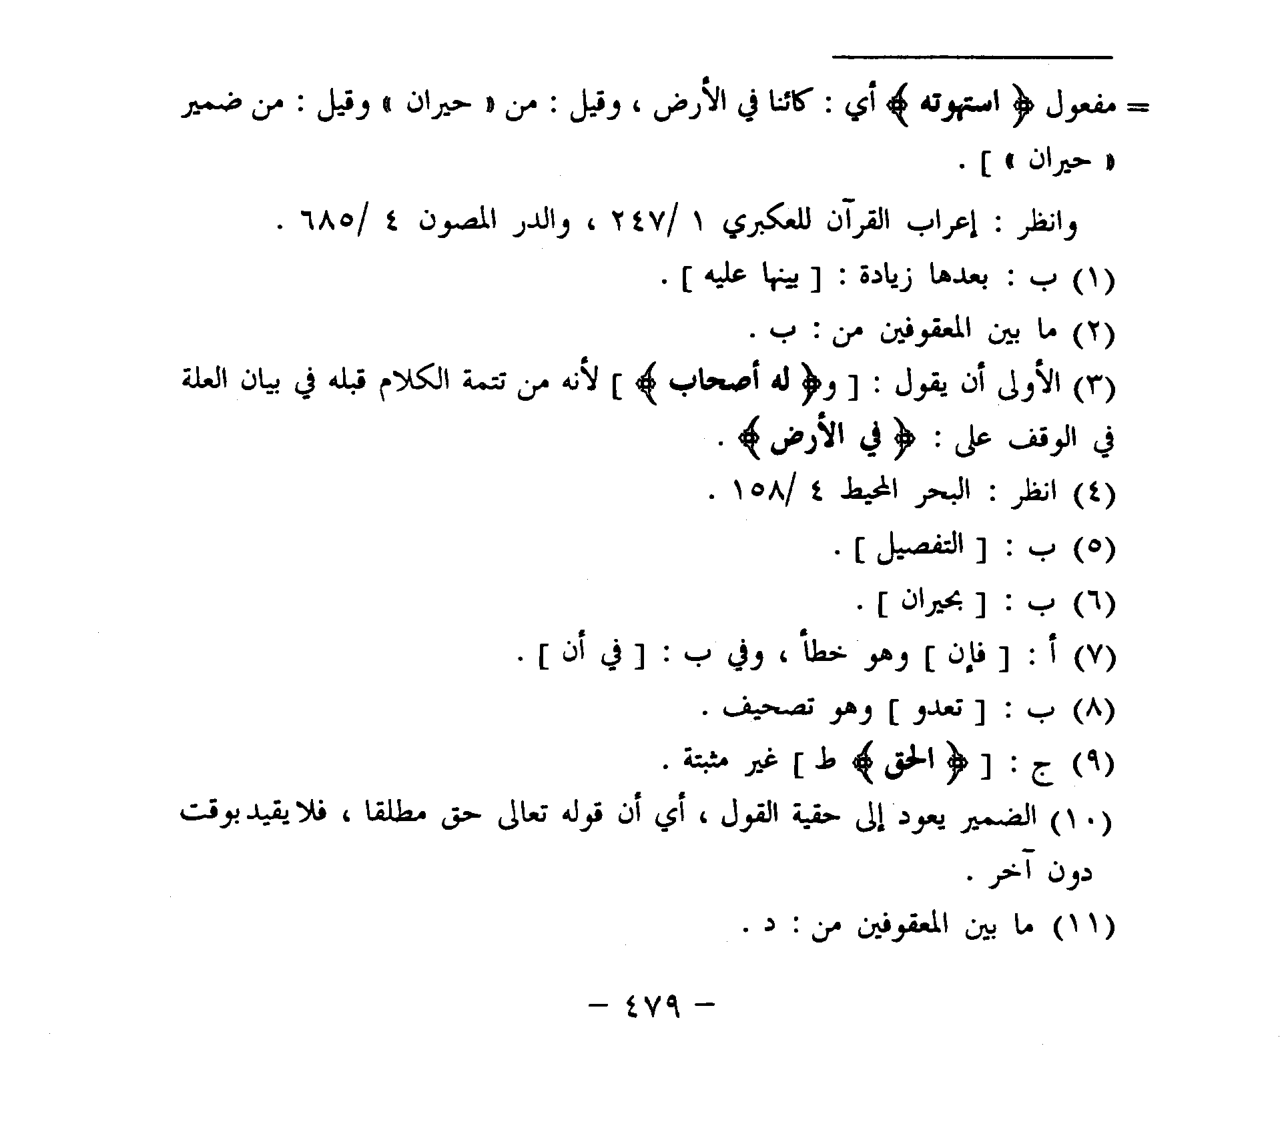 = مفعول ﴿ استهوته ﴾ أي : كائنا في الأرض ، وقيل : من « حيران » وقيل : من ضمير
« حيران » ] .
وانظر : إعراب القرآن للعكبري ١ /٢٤٧ ، والدر المصون ٤ /٦٨٥ .
(١) ب : بعدها زيادة : [ بينها عليه ] .
(٢) ما بين المعقوفين من : ب .
(٣) الأولى أن يقول : [ و﴿ له أصحاب ﴾ ] لأنه من تتمة الكلام قبله في بيان العلة
في الوقف على : ﴿ في الأرض ﴾ .
(٤) انظر : البحر المحيط ٤ /١٥٨ .
(٥) ب : [ التفصيل ] .
(٦) ب : [ بحيران ] .
(٧) أ : [ فإن ] وهو خطأ ، وفي ب : [ في أن ] .
(٨) ب : [ تعدو ] وهو تصحيف .
(٩) ج : [ ﴿ الحق ﴾ ط ] غير مثبتة .
(١٠) الضمير يعود إلى حقية القول ، أي أن قوله تعالى حق مطلقا ، فلا يقيد بوقت
دون آخر .
(١١) ما بين المعقوفين من : د .
– ٤٧٩ –